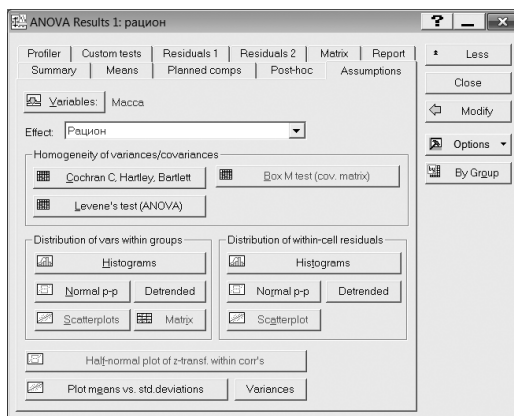 ANOVA Results 1: рацион
Profiler Custom tests Residuals 1 Residuals 2 Matrix Report
Summary Means Planned comps Post-hoc Assumptions
Variables: Масса
Effect: Рацион
Homogeneity of variances/covariances
Cochran C, Hartley, Bartlett Box M test (cov. matrix)
Levene's test (ANOVA)
Distribution of vars within groups Distribution of within-cell residuals
Histograms Histograms
Normal p-p Detrended Normal p-p Detrended
Scatterplots Matrix Scatterplot
Half-normal plot of z-transf. within corr's
Plot means vs. std.deviations Variances
Less
Close
Modify
Options
By Group